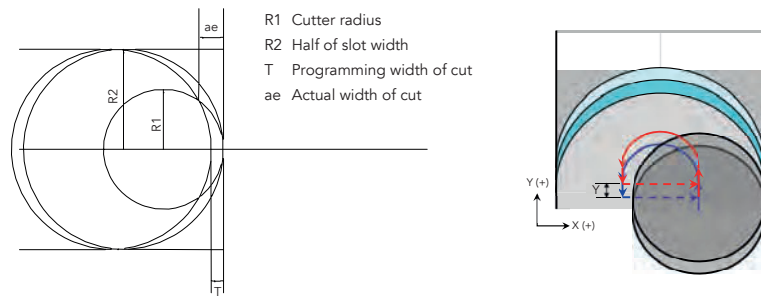 ae
R2
R1
T
R1 Cutter radius
R2 Half of slot width
T Programming width of cut
ae Actual width of cut
Y (+)
Y
X (+)